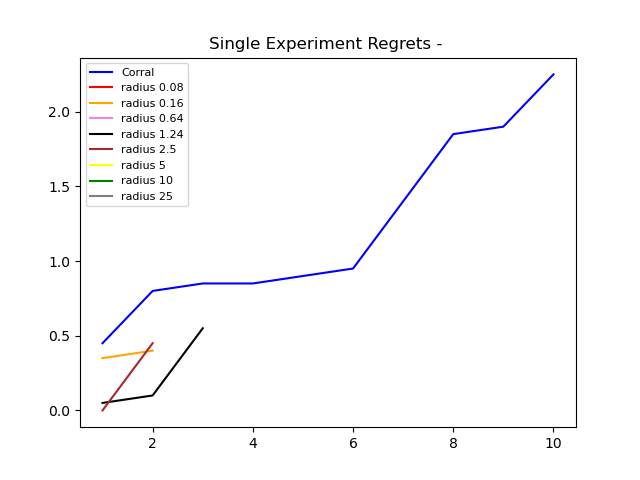 Single Experiment Regrets -
Corral
radius 0.08
radius 0.16
radius 0.64
radius 1.24
radius 2.5
radius 5
radius 10
radius 25
2.0
1.5
1.0
0.5
0.0
2 4 6 8 10